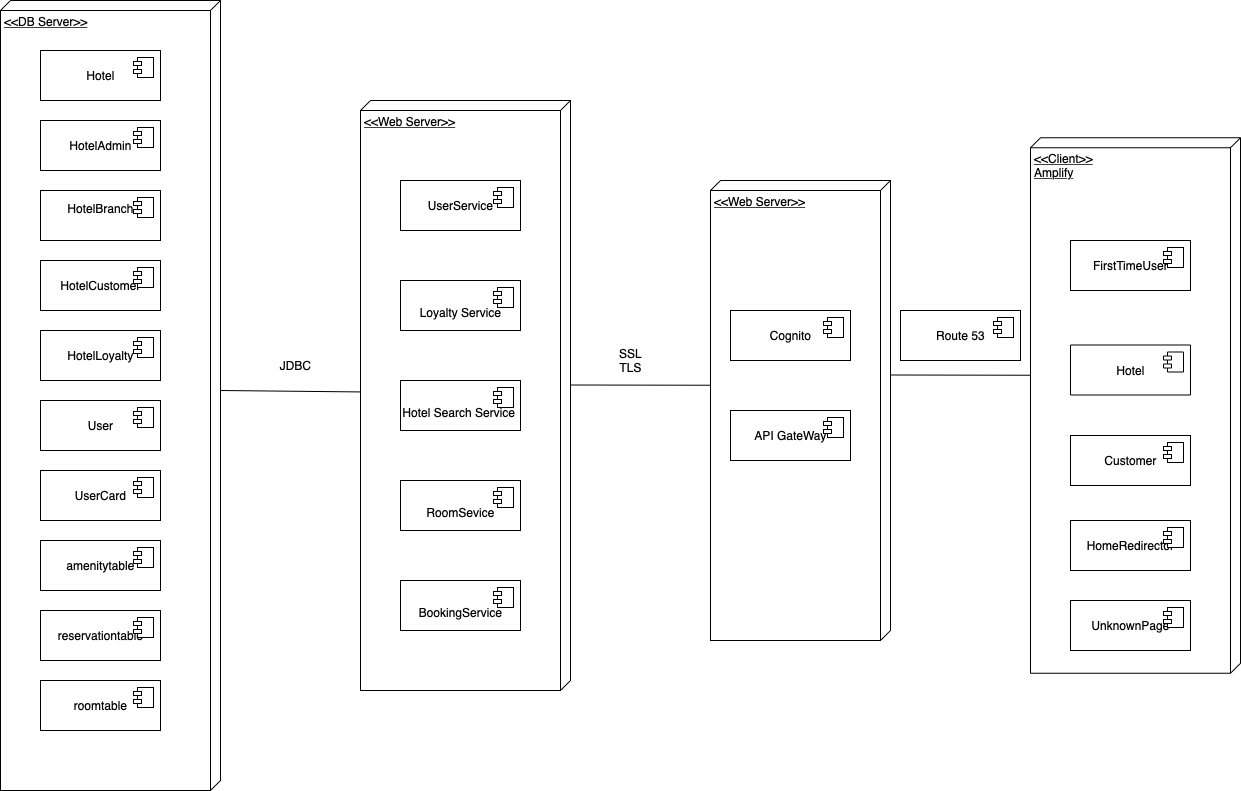 <<DB Server>>
Hotel
HotelAdmin
HotelBranch
HotelCustomer
HotelLoyalty
User
UserCard
amenitytable
reservationtable
roomtable
JDBC
<<Web Server>>
UserService
Loyalty Service
Hotel Search Service
RoomSevice
BookingService
SSL
TLS
<<Web Server>>
Cognito
API GateWay
Route 53
<<Client>>
Amplify
FirstTimeUser
Hotel
Customer
HomeRedirector
UnknownPage